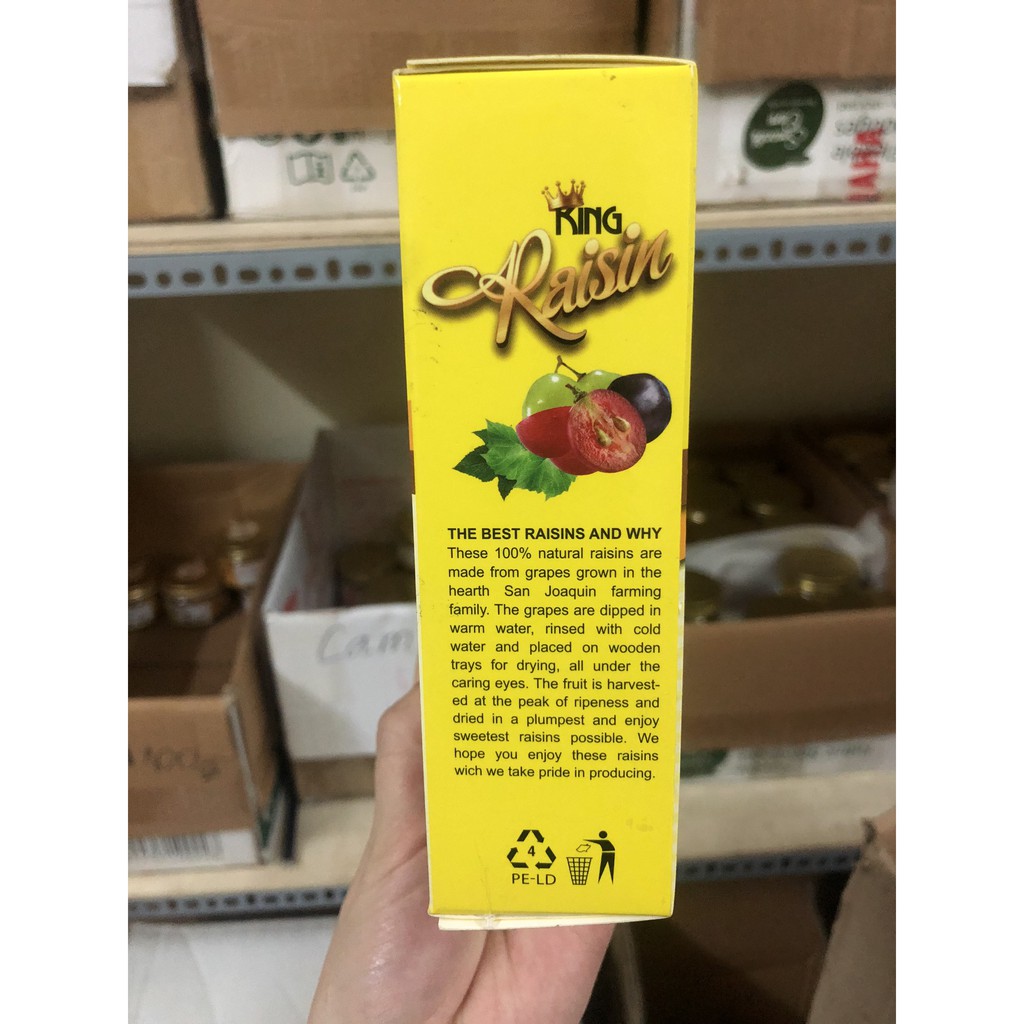 KING
Raisin
THE BEST RAISINS AND WHY
These 100% natural raisins are
made from grapes grown in the
hearth San Joaquin farming
family. The grapes are dipped in
warm water, rinsed with cold
water and placed on wooden
trays for drying, all under the
caring eyes. The fruit is harvest-
ed at the peak of ripeness and
dried in a plumpest and enjoy
sweetest raisins possible. We
hope you enjoy these raisins
wich we take pride in producing.
4
PE-LD
Cam
100g